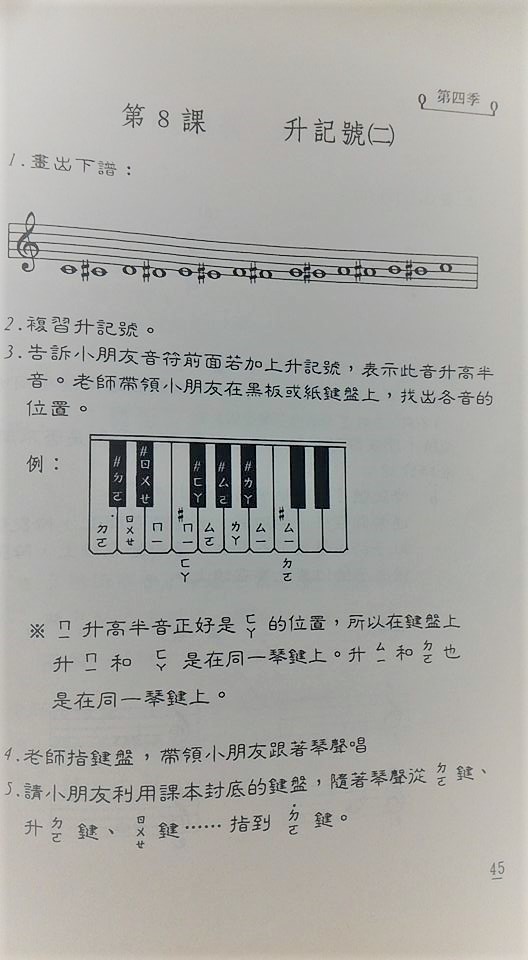 第四季
第 8 課　　升記號㈡
1.畫出下譜：
2.複習升記號。
3.告訴小朋友音符前面若加上升記號，表示此音升高半
音。老師帶領小朋友在黑板或紙鍵盤上，找出各音的
位置。
例：
#ㄉㄛ #ㄖㄨㄝ #ㄈㄚ #ㄙㄛ #ㄌㄚ
ㄉㄛ ㄖㄨㄝ ㄇㄧ #ㄇㄧ ㄙㄛ ㄌㄚ ㄙㄧ #ㄙㄧ
ㄈㄚ ㄉㄛ
※ ㄇㄧ 升高半音正好是 ㄈㄚ 的位置，所以在鍵盤上
升 ㄇㄧ 和 ㄈㄚ 是在同一琴鍵上。升 ㄙㄧ 和 ㄉㄛ 也
是在同一琴鍵上。
4.老師指鍵盤，帶領小朋友跟著琴聲唱
5.請小朋友利用課本封底的鍵盤，隨著琴聲從 ㄉㄛ 鍵、
升 ㄉㄛ 鍵、 ㄖㄨㄝ 鍵⋯⋯ 指到 ㄉㄛ 鍵。
45